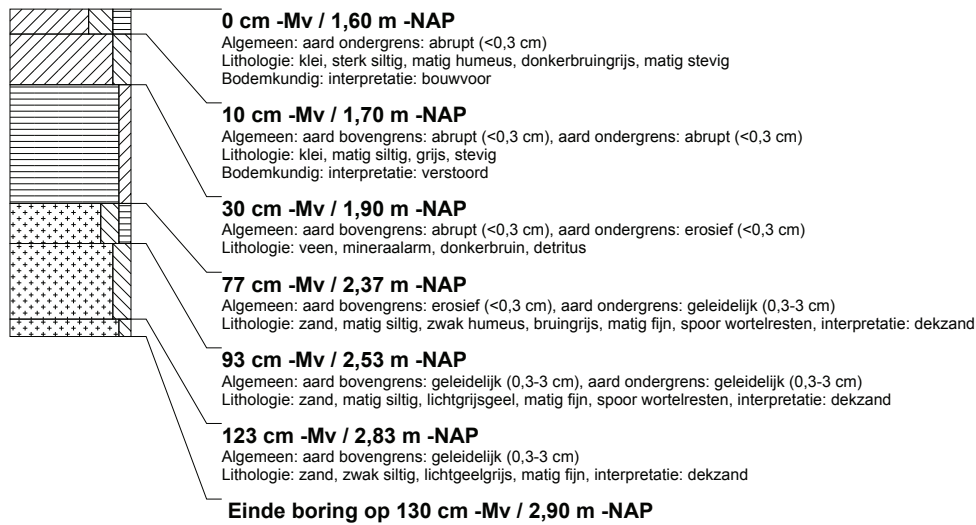 0 cm -Mv / 1,60 m -NAP
Algemeen: aard ondergrens: abrupt (<0,3 cm)
Lithologie: klei, sterk siltig, matig humeus, donkerbruingrijs, matig stevig
Bodemkundig: interpretatie: bouwvoor
10 cm -Mv / 1,70 m -NAP
Algemeen: aard bovengrens: abrupt (<0,3 cm), aard ondergrens: abrupt (<0,3 cm)
Lithologie: klei, matig siltig, grijs, stevig
Bodemkundig: interpretatie: verstoord
30 cm -Mv / 1,90 m -NAP
Algemeen: aard bovengrens: abrupt (<0,3 cm), aard ondergrens: erosief (<0,3 cm)
Lithologie: veen, mineraalarm, donkerbruin, detritus
77 cm -Mv / 2,37 m -NAP
Algemeen: aard bovengrens: erosief (<0,3 cm), aard ondergrens: geleidelijk (0,3-3 cm)
Lithologie: zand, matig siltig, zwak humeus, bruingrijs, matig fijn, spoor wortelresten, interpretatie: dekzand
93 cm -Mv / 2,53 m -NAP
Algemeen: aard bovengrens: geleidelijk (0,3-3 cm), aard ondergrens: geleidelijk (0,3-3 cm)
Lithologie: zand, matig siltig, lichtgrijsgeel, matig fijn, spoor wortelresten, interpretatie: dekzand
123 cm -Mv / 2,83 m -NAP
Algemeen: aard bovengrens: geleidelijk (0,3-3 cm)
Lithologie: zand, zwak siltig, lichtgeelgrijs, matig fijn, interpretatie: dekzand
Einde boring op 130 cm -Mv / 2,90 m -NAP